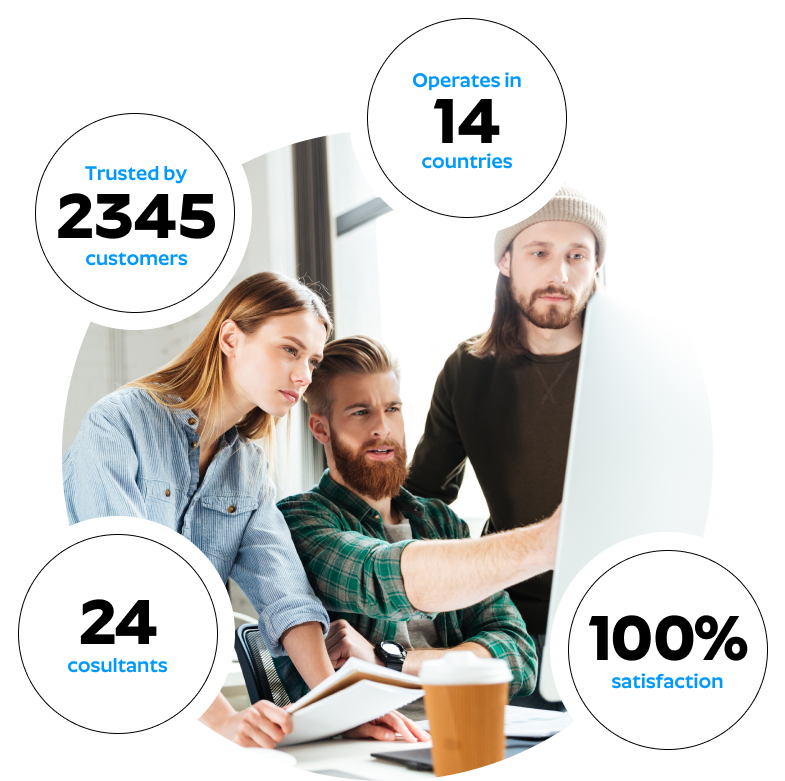 Operates in
14
countries
Trusted by
2345
customers
24
cosultants
100%
satisfaction